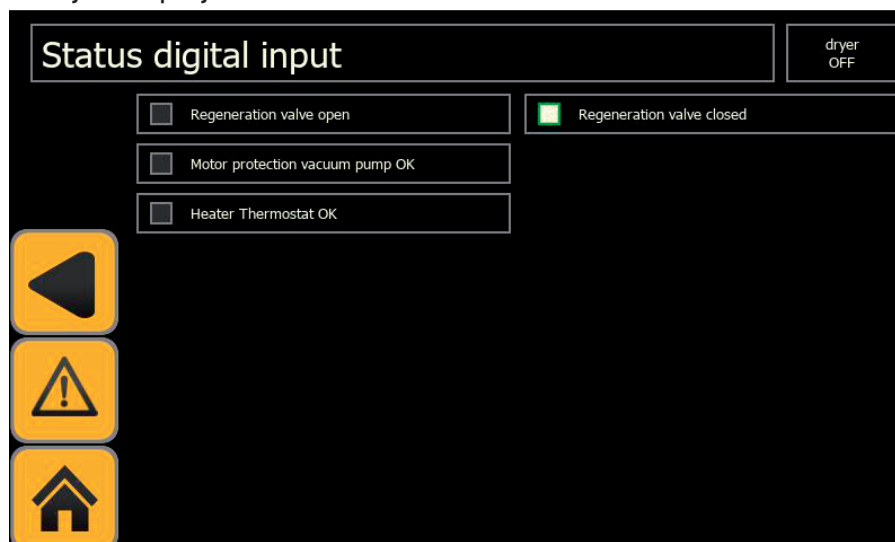 Status digital input
dryer
OFF
Regeneration valve open
Regeneration valve closed
Motor protection vacuum pump OK
Heater Thermostat OK